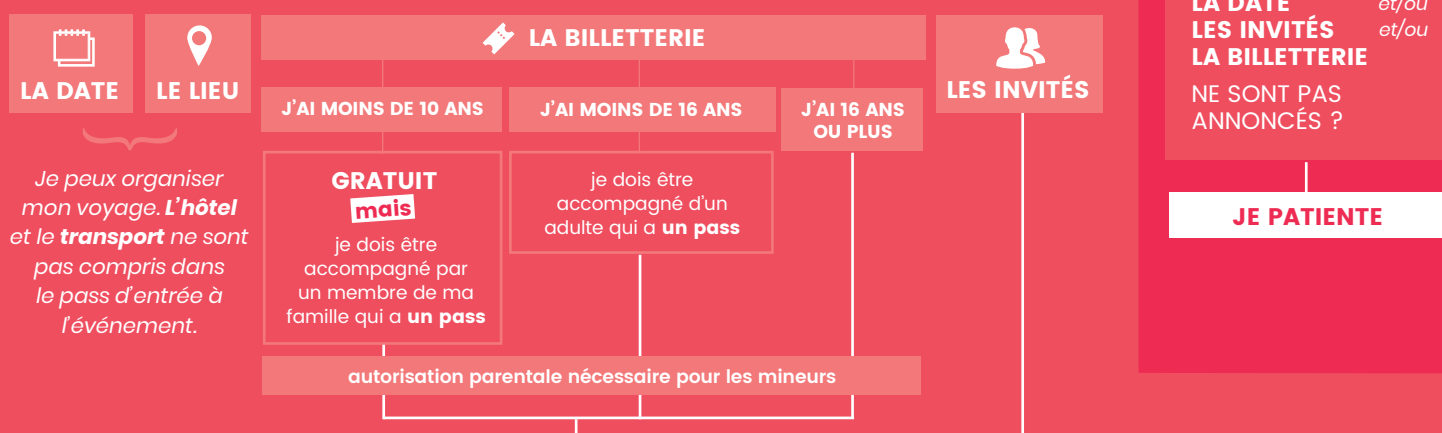 LA DATE
LE LIEU
Je peux organiser
mon voyage. L'hôtel
et le transport ne sont
pas compris dans
le pass d'entrée à
l'événement.
LA BILLETTERIE
J'AI MOINS DE 10 ANS
GRATUIT
mais
je dois être
accompagné par
un membre de ma
famille qui a un pass
J'AI MOINS DE 16 ANS
je dois être
accompagné d'un
adulte qui a un pass
J'AI 16 ANS
OU PLUS
autorisation parentale nécessaire pour les mineurs
LES INVITÉS
LA DATE et/ou
LES INVITÉS et/ou
LA BILLETTERIE
NE SONT PAS
ANNONCÉS ?
JE PATIENTE